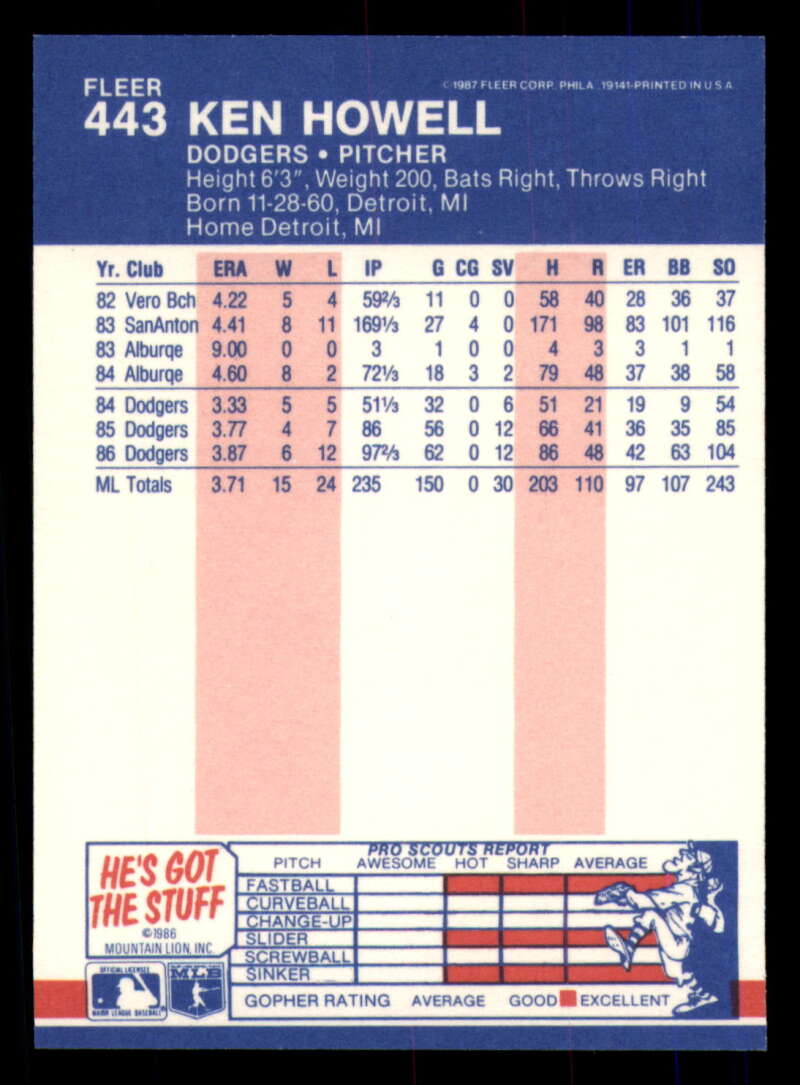 FLEER
© 1987 FLEER CORP. PHILA. 19141-PRINTED IN U.S.A.
443 KEN HOWELL
DODGERS • PITCHER
Height 6'3", Weight 200, Bats Right, Throws Right
Born 11-28-60, Detroit, MI
Home Detroit, MI
Yr. Club ERA W L IP G CG SV H R ER BB SO
82 Vero Bch 4.22 5 4 59⅔ 11 0 0 58 40 28 36 37
83 SanAnton 4.41 8 11 169⅓ 27 4 0 171 98 83 101 116
83 Alburqe 9.00 0 0 3 1 0 0 4 3 3 1 1
84 Alburqe 4.60 8 2 72⅓ 18 3 2 79 48 37 38 58
84 Dodgers 3.33 5 5 51⅓ 32 0 6 51 21 19 9 54
85 Dodgers 3.77 4 7 86 56 0 12 66 41 36 35 85
86 Dodgers 3.87 6 12 97⅔ 62 0 12 86 48 42 63 104
ML Totals 3.71 15 24 235 150 0 30 203 110 97 107 243
HE'S GOT
THE STUFF
©1986
MOUNTAIN LION, INC.
PRO SCOUTS REPORT
PITCH AWESOME HOT SHARP AVERAGE
FASTBALL
CURVEBALL
CHANGE-UP
SLIDER
SCREWBALL
SINKER
GOPHER RATING AVERAGE GOOD EXCELLENT
OFFICIAL LICENSEE
MAJOR LEAGUE BASEBALL
MLB